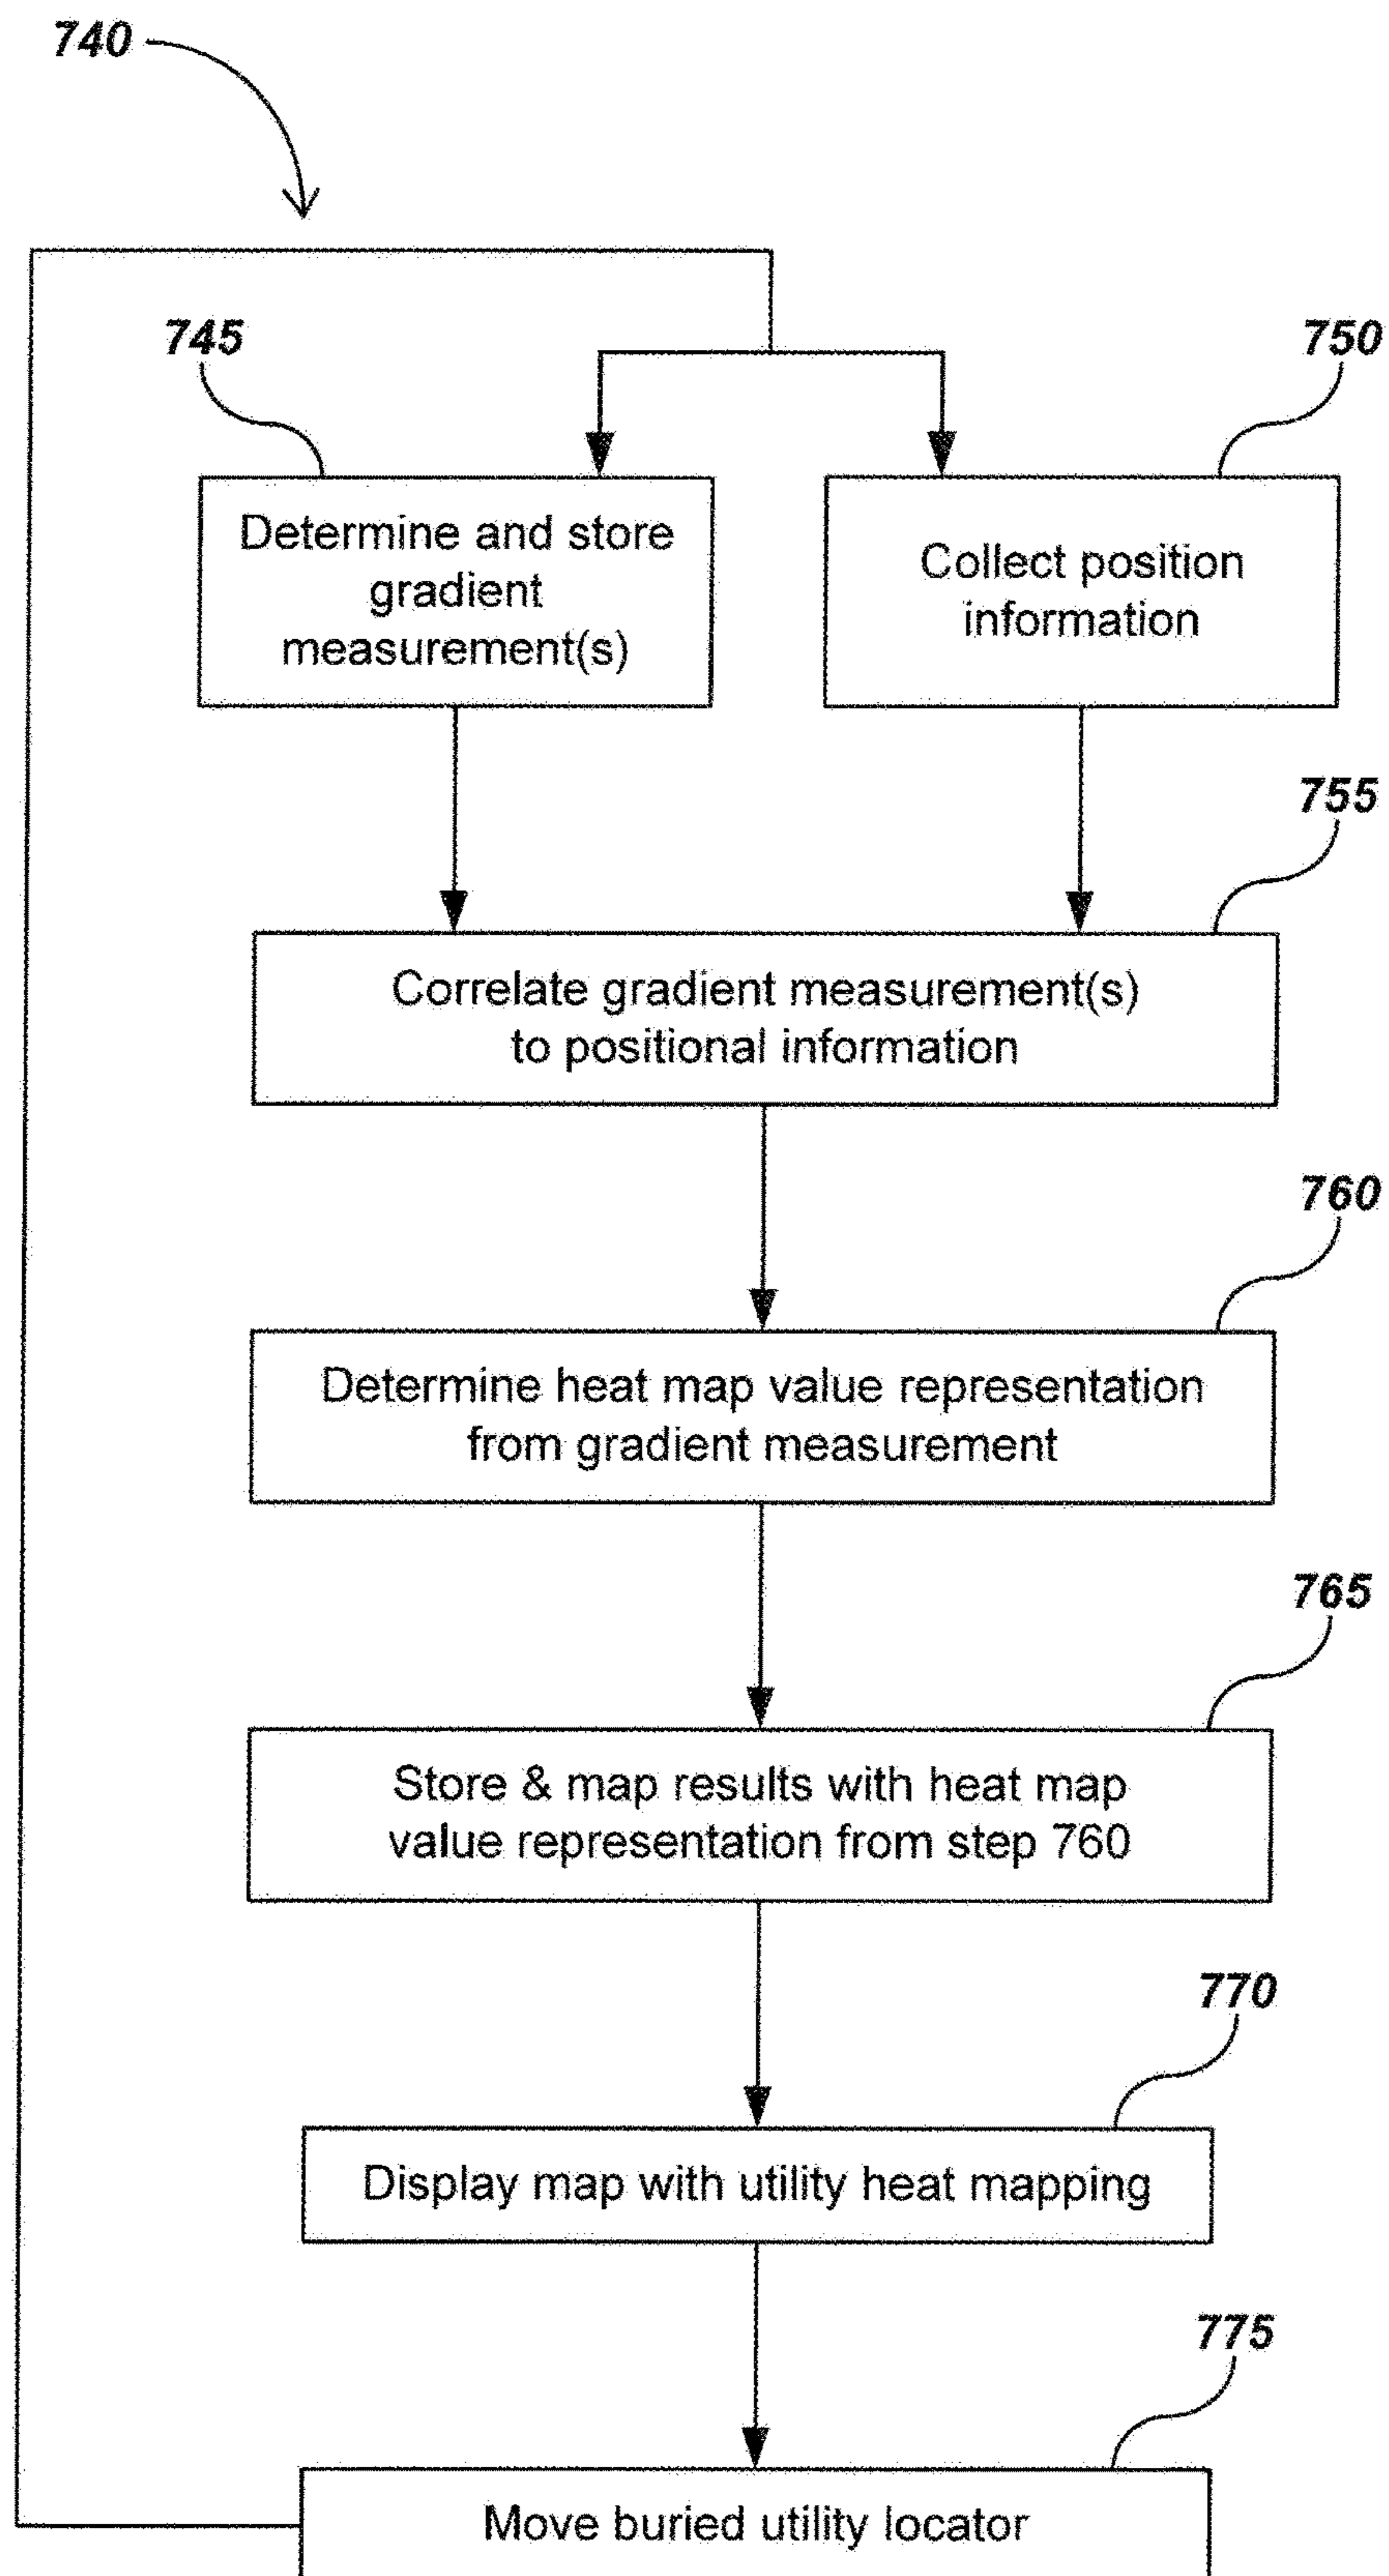 740
745
750
Determine and store
gradient
measurement(s)
Collect position
information
755
Correlate gradient measurement(s)
to positional information
760
Determine heat map value representation
from gradient measurement
765
Store & map results with heat map
value representation from step 760
770
Display map with utility heat mapping
775
Move buried utility locator